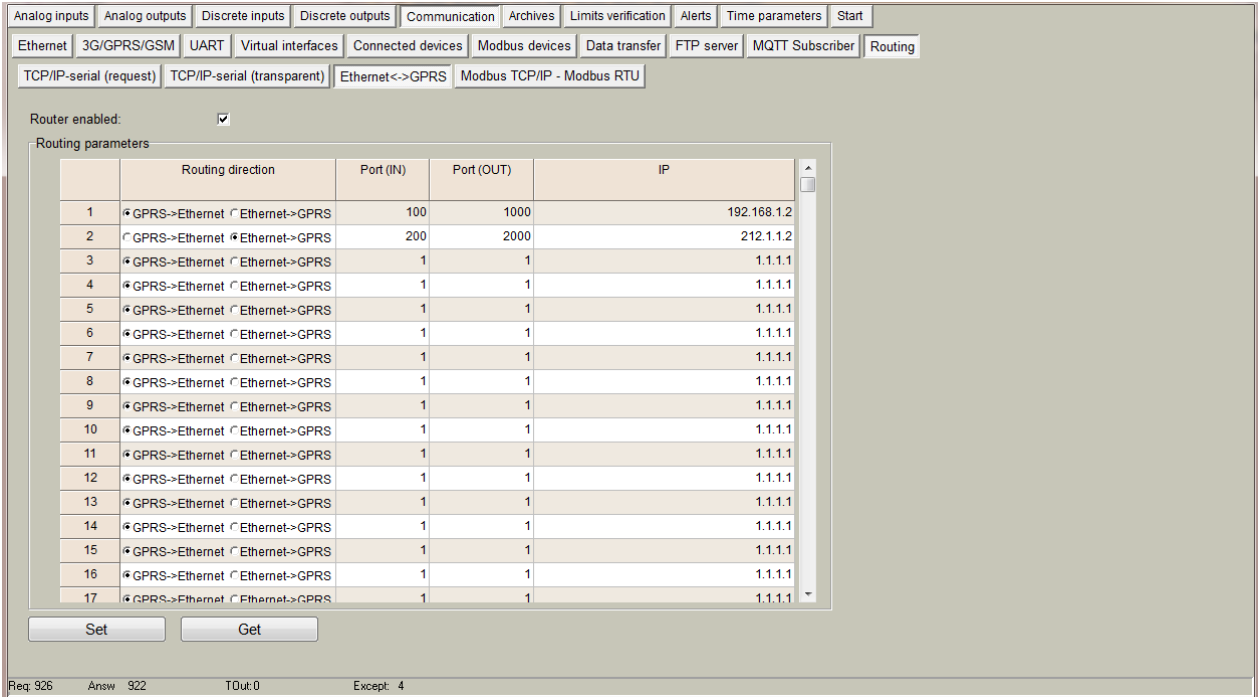 Analog inputs Analog outputs Discrete inputs Discrete outputs Communication Archives Limits verification Alerts Time parameters Start
Ethernet 3G/GPRS/GSM UART Virtual interfaces Connected devices Modbus devices Data transfer FTP server MQTT Subscriber Routing
TCP/IP-serial (request) TCP/IP-serial (transparent) Ethernet<->GPRS Modbus TCP/IP - Modbus RTU
Router enabled:
Routing parameters
Routing direction Port (IN) Port (OUT) IP
1 GPRS->Ethernet Ethernet->GPRS 100 1000 192.168.1.2
2 GPRS->Ethernet Ethernet->GPRS 200 2000 212.1.1.2
3 GPRS->Ethernet Ethernet->GPRS 1 1 1.1.1.1
4 GPRS->Ethernet Ethernet->GPRS 1 1 1.1.1.1
5 GPRS->Ethernet Ethernet->GPRS 1 1 1.1.1.1
6 GPRS->Ethernet Ethernet->GPRS 1 1 1.1.1.1
7 GPRS->Ethernet Ethernet->GPRS 1 1 1.1.1.1
8 GPRS->Ethernet Ethernet->GPRS 1 1 1.1.1.1
9 GPRS->Ethernet Ethernet->GPRS 1 1 1.1.1.1
10 GPRS->Ethernet Ethernet->GPRS 1 1 1.1.1.1
11 GPRS->Ethernet Ethernet->GPRS 1 1 1.1.1.1
12 GPRS->Ethernet Ethernet->GPRS 1 1 1.1.1.1
13 GPRS->Ethernet Ethernet->GPRS 1 1 1.1.1.1
14 GPRS->Ethernet Ethernet->GPRS 1 1 1.1.1.1
15 GPRS->Ethernet Ethernet->GPRS 1 1 1.1.1.1
16 GPRS->Ethernet Ethernet->GPRS 1 1 1.1.1.1
17 GPRS->Ethernet Ethernet->GPRS 1 1 1.1.1.1
Set Get
Req: 926 Answ 922 TOut: 0 Except: 4